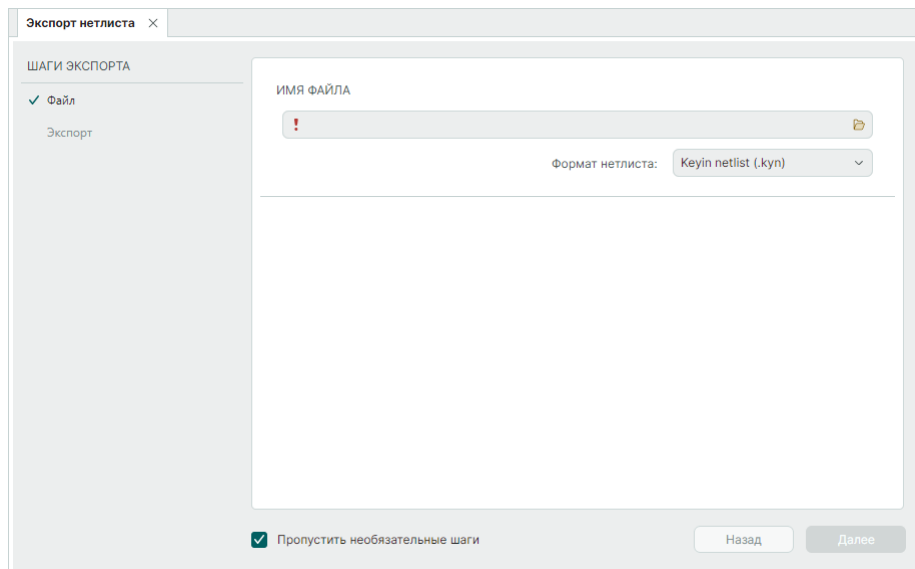 Экспорт нетлиста
ШАГИ ЭКСПОРТА
Файл
Экспорт
ИМЯ ФАЙЛА
!
Формат нетлиста: Keyin netlist (.kyn)
Пропустить необязательные шаги
Назад Далее